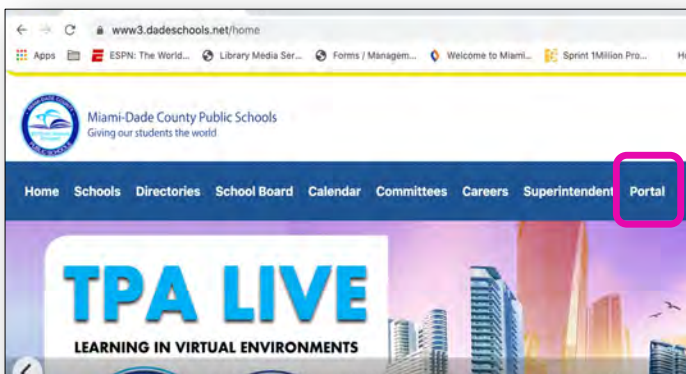 www3.dadeschools.net/home
Apps ESPN: The World... Library Media Ser... Forms / Managem... Welcome to Miami... Sprint 1Million Pro...
Miami-Dade County Public Schools
Giving our students the world
Home Schools Directories School Board Calendar Committees Careers Superintendent Portal
TPA LIVE
LEARNING IN VIRTUAL ENVIRONMENTS